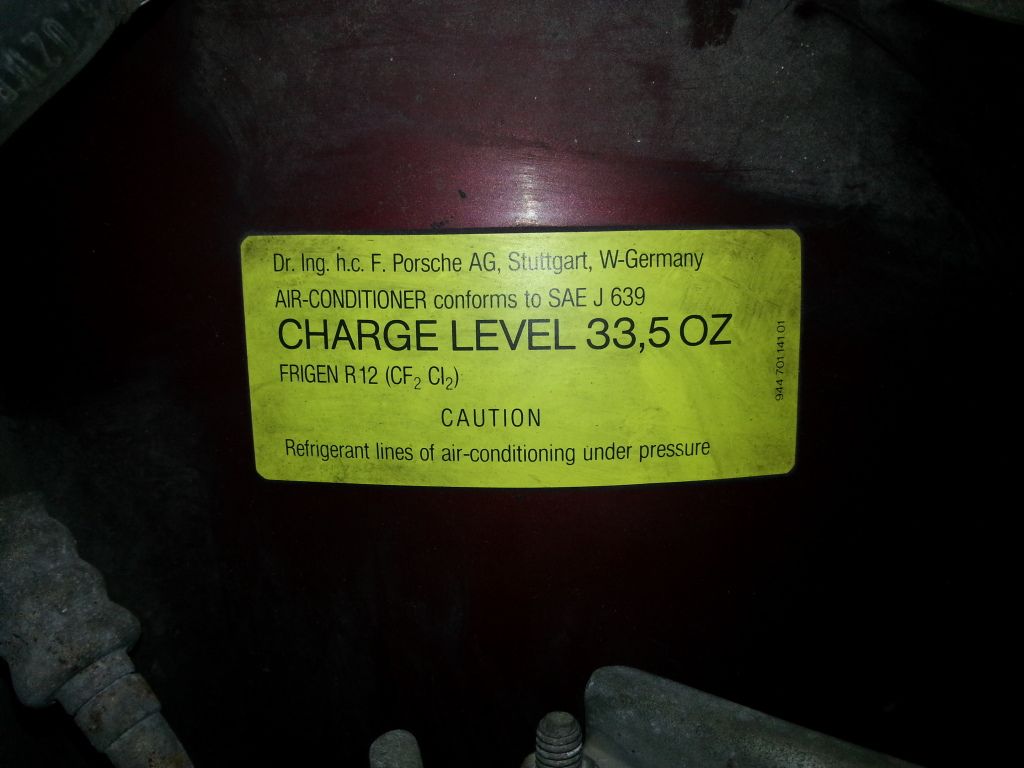 Dr. Ing. h.c. F. Porsche AG, Stuttgart, W-Germany
AIR-CONDITIONER conforms to SAE J 639
CHARGE LEVEL 33,5 OZ
FRIGEN R 12 (CF₂ Cl₂)
CAUTION
Refrigerant lines of air-conditioning under pressure
944 701.141 01